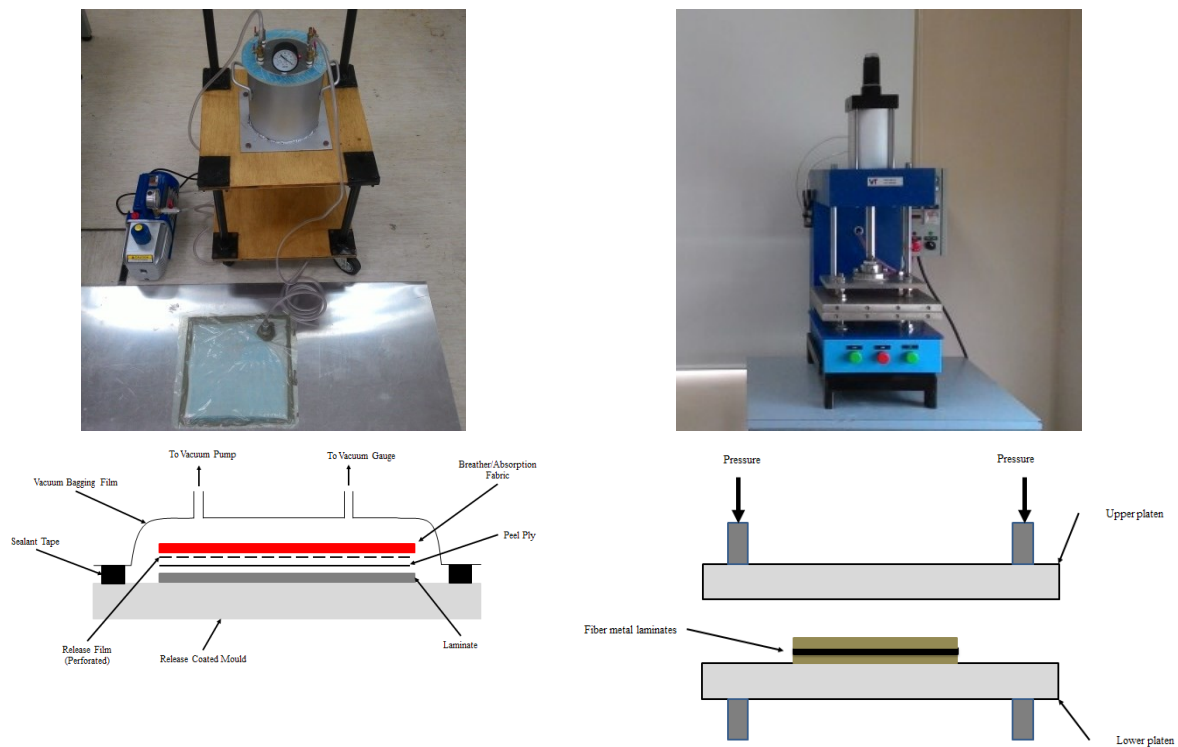 To Vacuum Pump
To Vacuum Gauge
Breather/Absorption
Fabric
Vacuum Bagging Film
Sealant Tape
Peel Ply
Release Film
(Perforated)
Release Coated Mould
Laminate
Pressure
Pressure
Upper platen
Fiber metal laminates
Lower platen